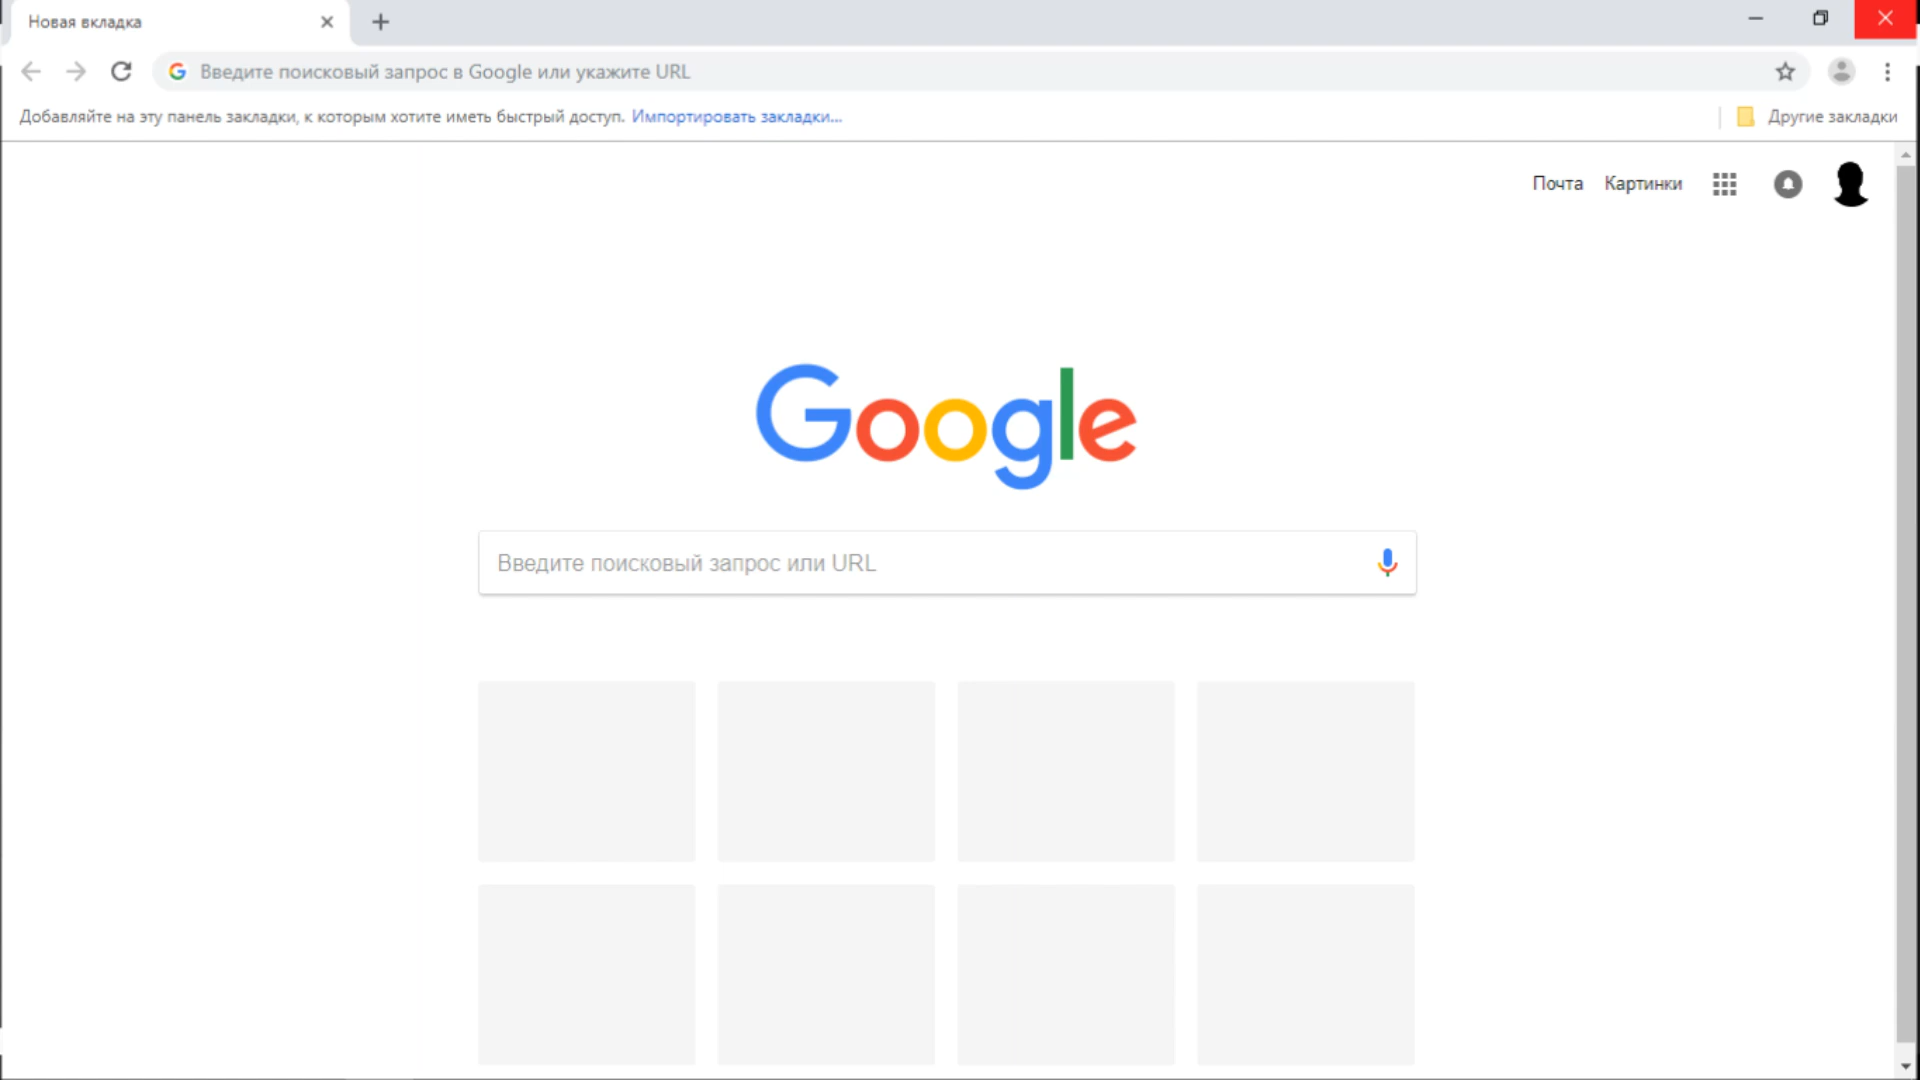 Новая вкладка
Введите поисковый запрос в Google или укажите URL
Добавляйте на эту панель закладки, к которым хотите иметь быстрый доступ. Импортировать закладки...
Другие закладки
Почта Картинки
Google
Введите поисковый запрос или URL